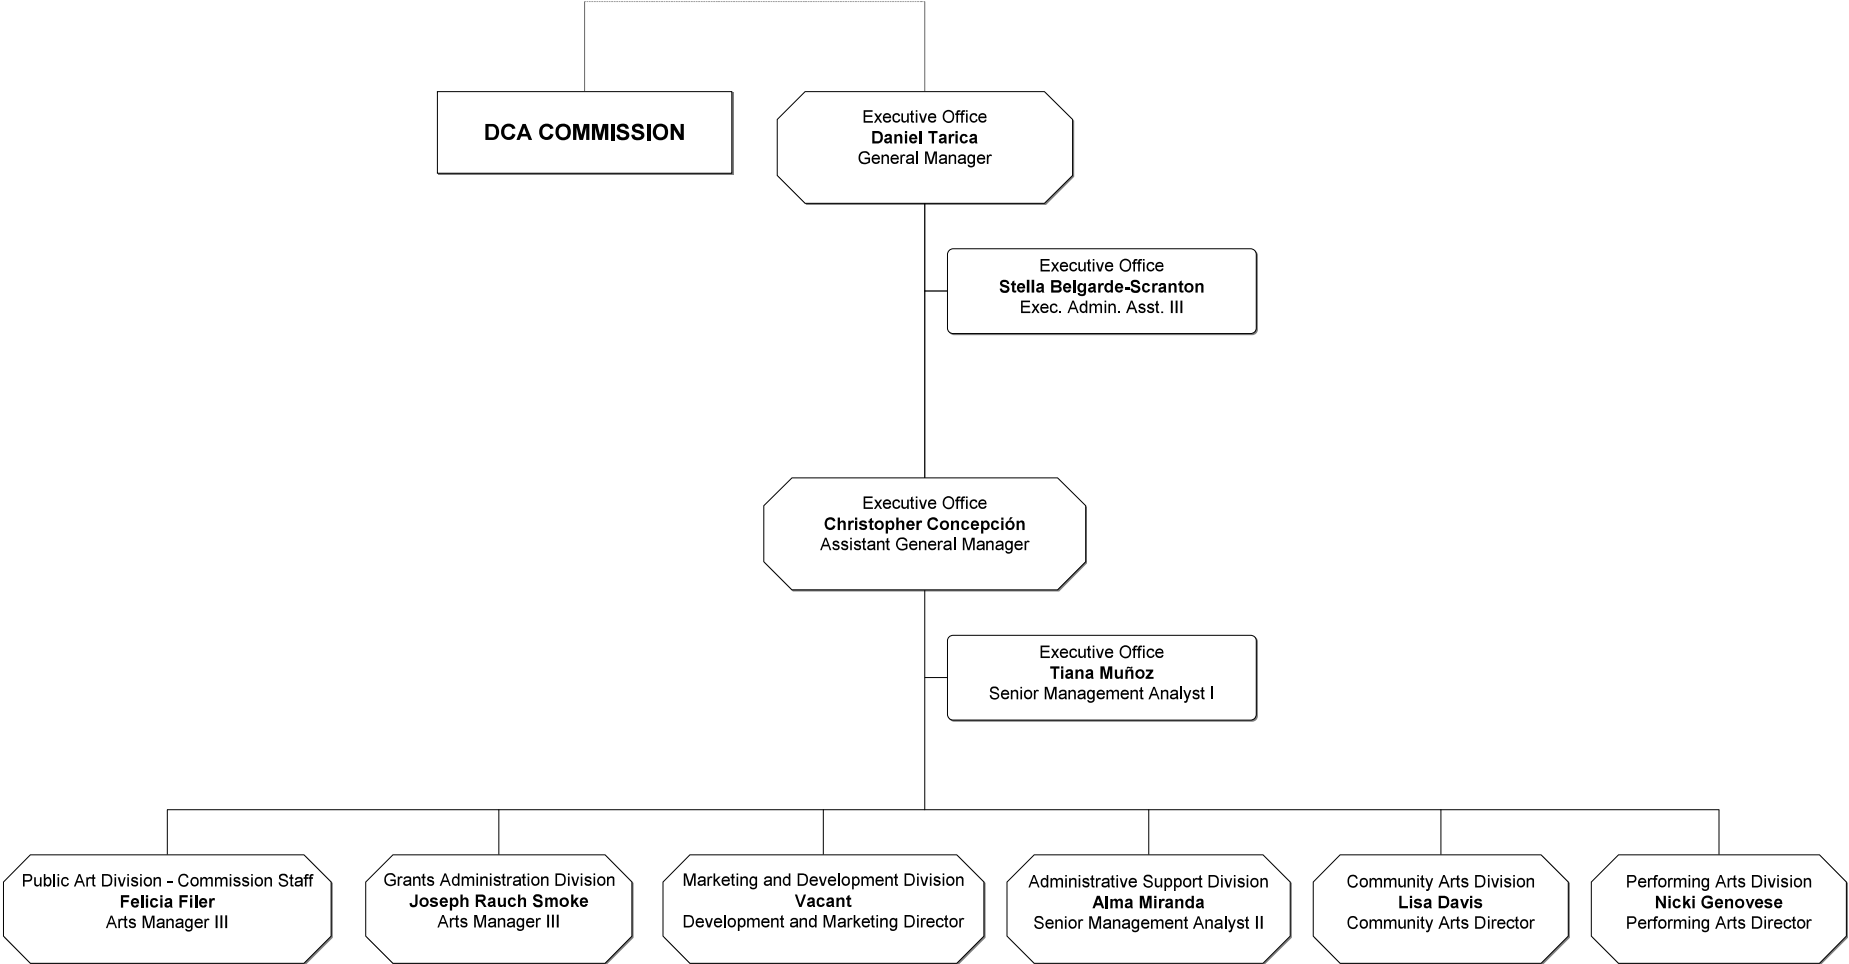 DCA COMMISSION
Executive Office
Daniel Tarica
General Manager
Executive Office
Stella Belgarde-Scranton
Exec. Admin. Asst. III
Executive Office
Christopher Concepción
Assistant General Manager
Executive Office
Tiana Muñoz
Senior Management Analyst I
Public Art Division - Commission Staff
Felicia Filer
Arts Manager III
Grants Administration Division
Joseph Rauch Smoke
Arts Manager III
Marketing and Development Division
Vacant
Development and Marketing Director
Administrative Support Division
Alma Miranda
Senior Management Analyst II
Community Arts Division
Lisa Davis
Community Arts Director
Performing Arts Division
Nicki Genovese
Performing Arts Director